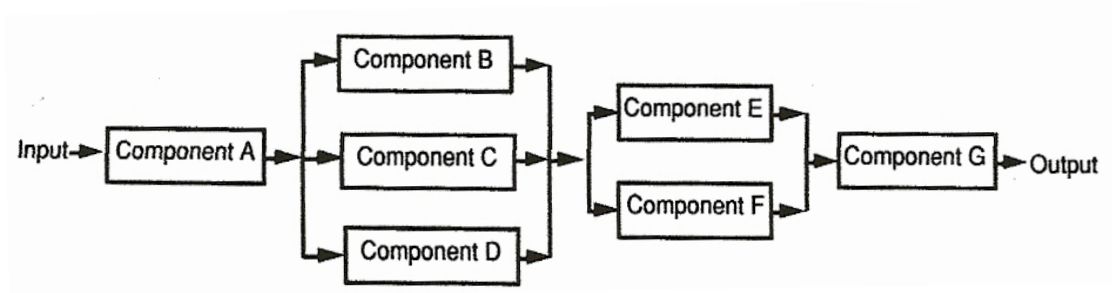 Input
Component A
Component B
Component C
Component D
Component E
Component F
Component G
Output